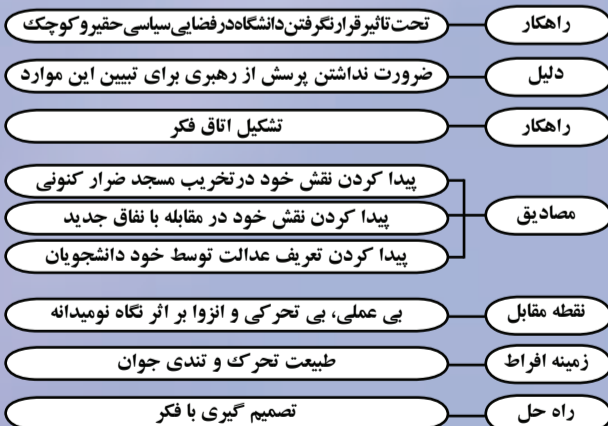 راهکار
تحت تاثیر قرار نگرفتن دانشگاه در فضایی سیاسی حقیر و کوچک
دلیل
ضرورت نداشتن پرسش از رهبری برای تبیین این موارد
راهکار
تشکیل اتاق فکر
مصادیق
پیدا کردن نقش خود در تخریب مسجد ضرار کنونی
پیدا کردن نقش خود در مقابله با نفاق جدید
پیدا کردن تعریف عدالت توسط خود دانشجویان
نقطه مقابل
بی عملی، بی تحرکی و انزوا بر اثر نگاه نومیدانه
زمینه افراط
طبیعت تحرک و تندی جوان
راه حل
تصمیم گیری با فکر